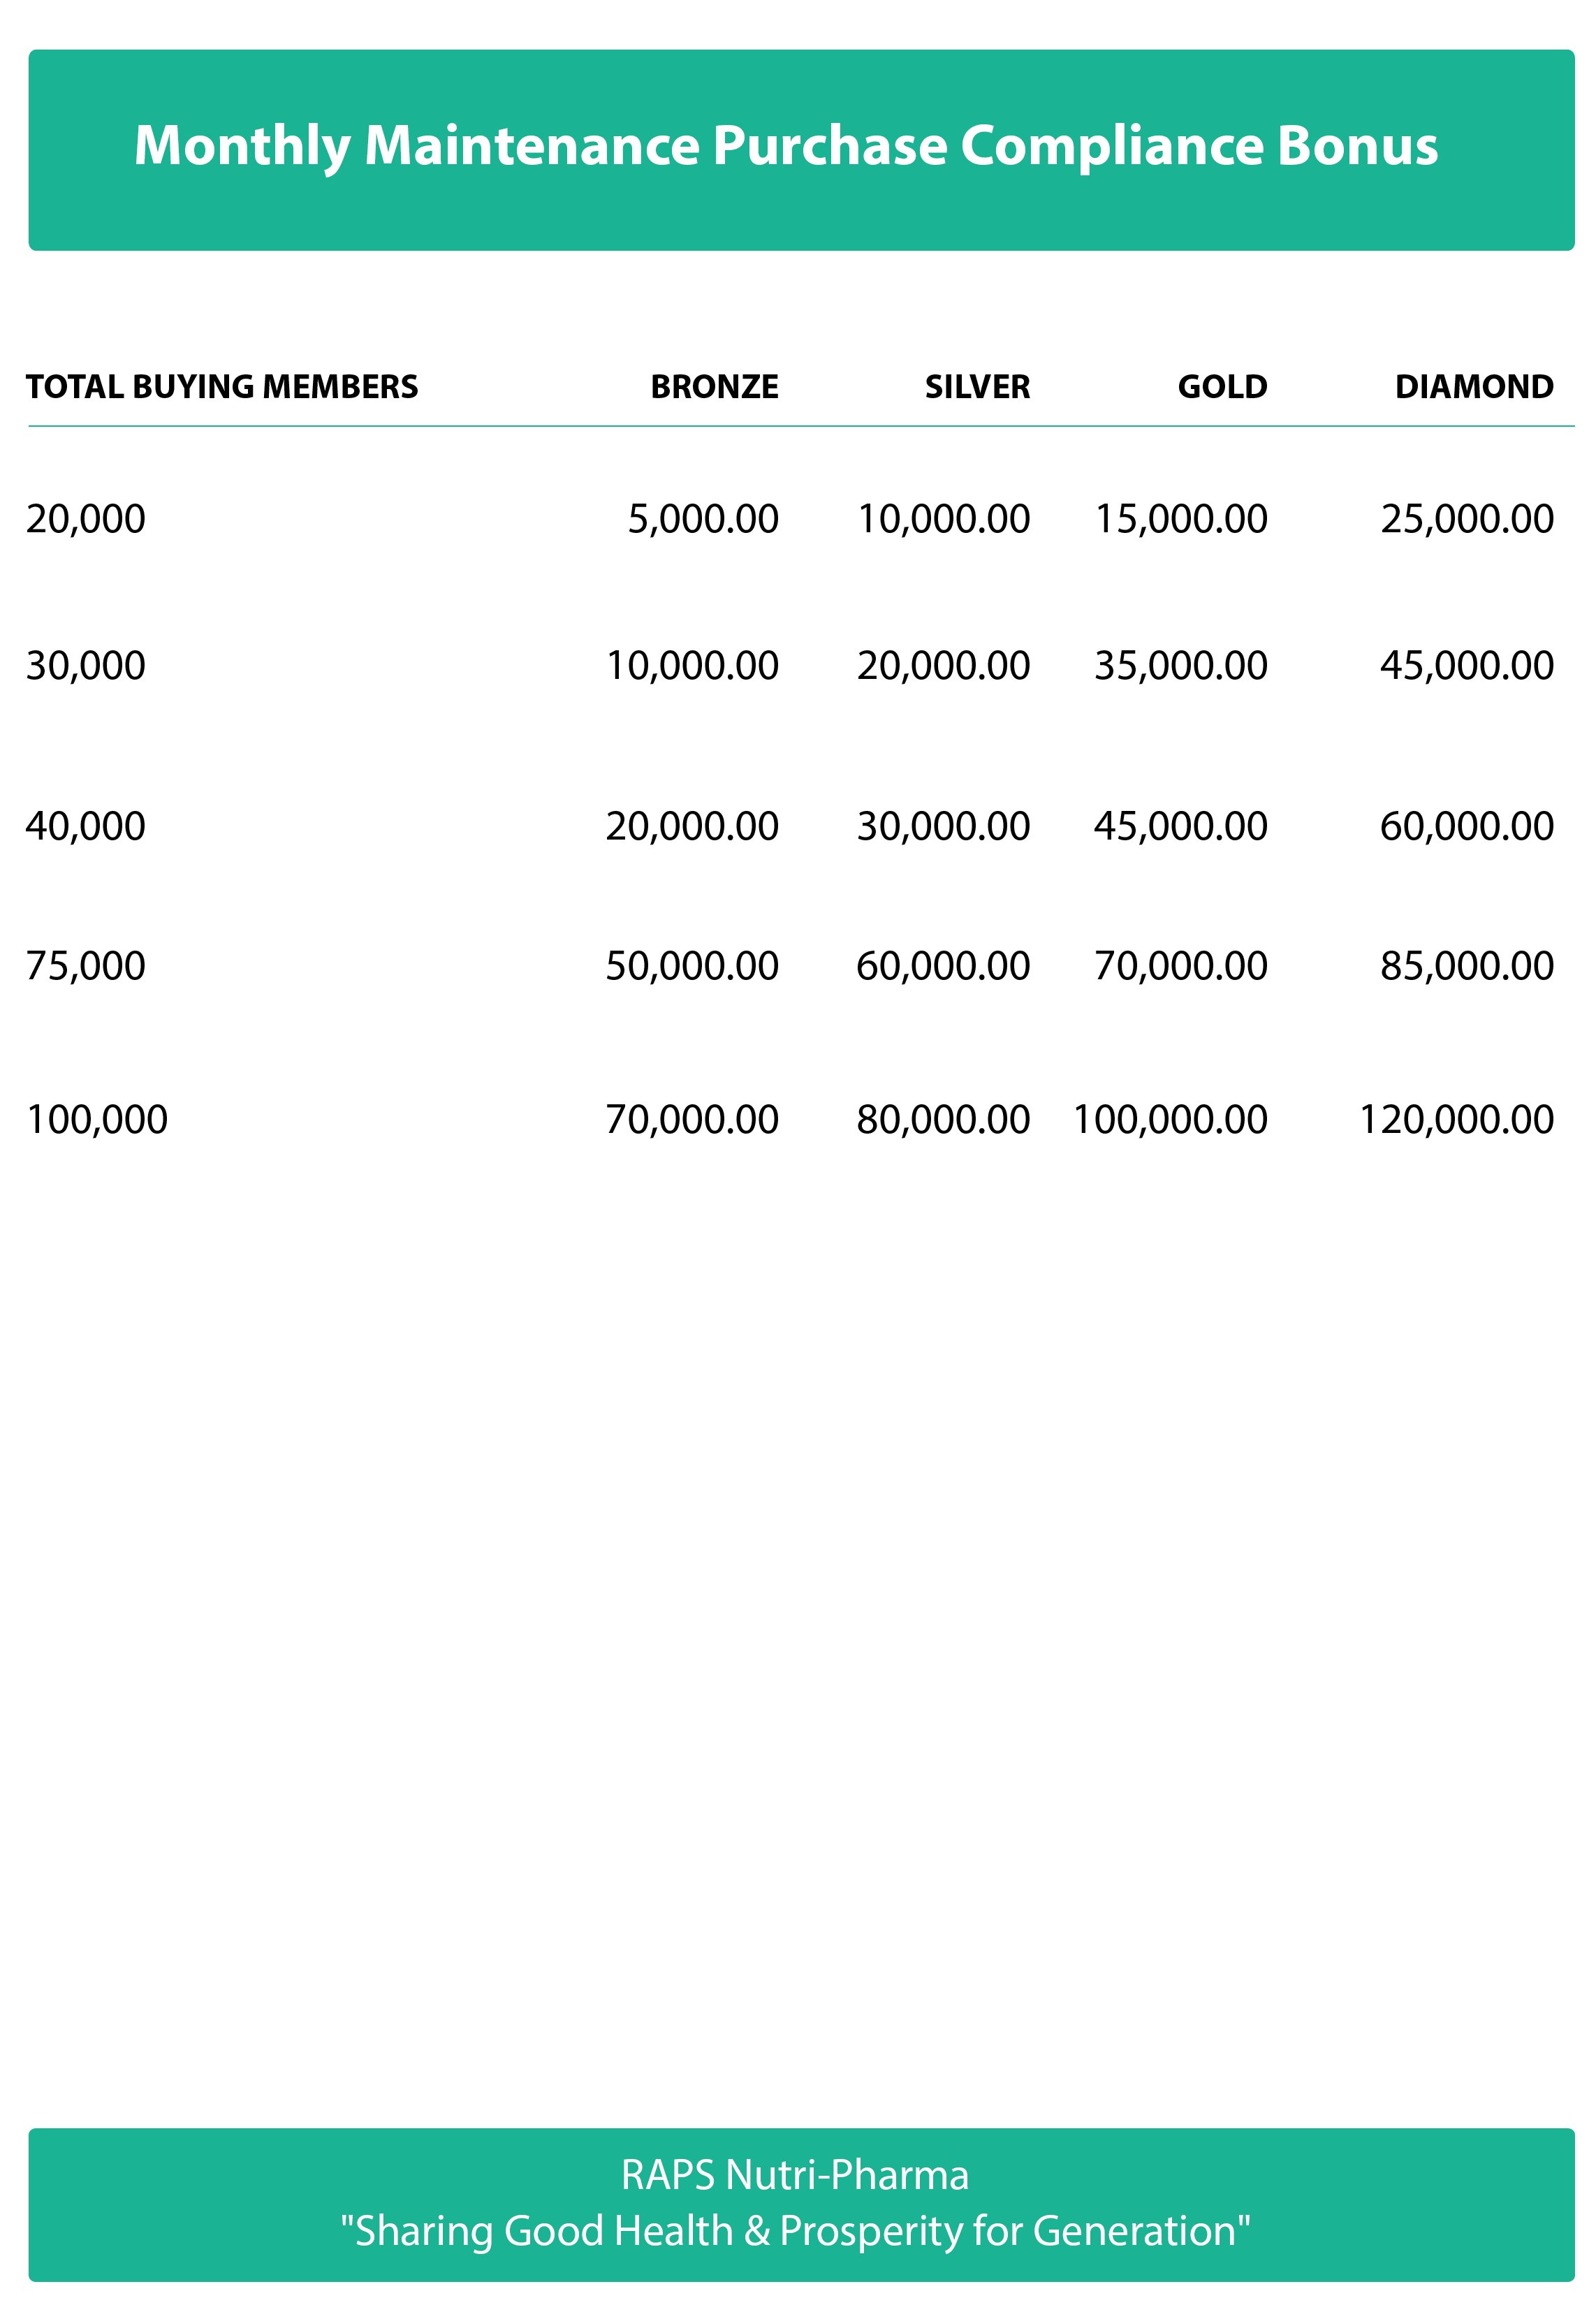 Monthly Maintenance Purchase Compliance Bonus
TOTAL BUYING MEMBERS BRONZE SILVER GOLD DIAMOND
20,000 5,000.00 10,000.00 15,000.00 25,000.00
30,000 10,000.00 20,000.00 35,000.00 45,000.00
40,000 20,000.00 30,000.00 45,000.00 60,000.00
75,000 50,000.00 60,000.00 70,000.00 85,000.00
100,000 70,000.00 80,000.00 100,000.00 120,000.00
RAPS Nutri-Pharma
"Sharing Good Health & Prosperity for Generation"